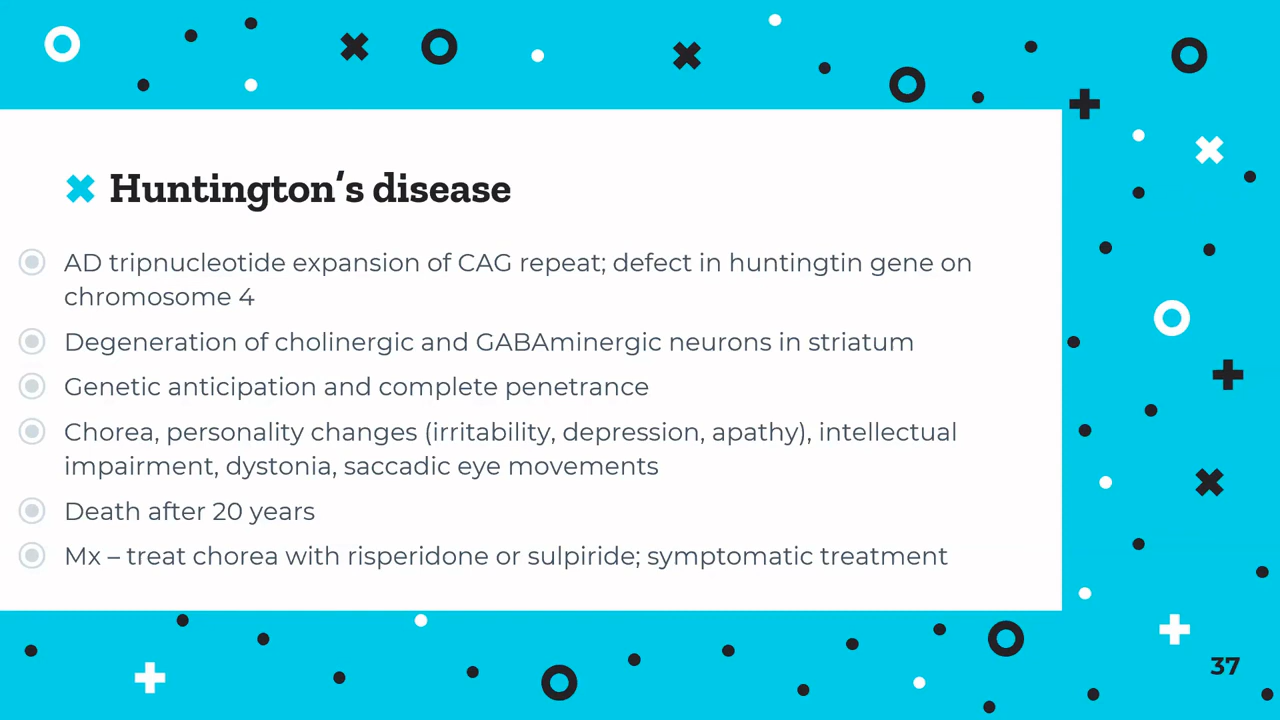 Huntington‘s disease
AD tripnucleotide expansion of CAG repeat; defect in huntingtin gene on
chromosome 4
Degeneration of cholinergic and GABAminergic neurons in striatum
Genetic anticipation and complete penetrance
Chorea, personality changes (irritability, depression, apathy), intellectual
impairment, dystonia, saccadic eye movements
Death after 20 years
Mx – treat chorea with risperidone or sulpiride; symptomatic treatment
37